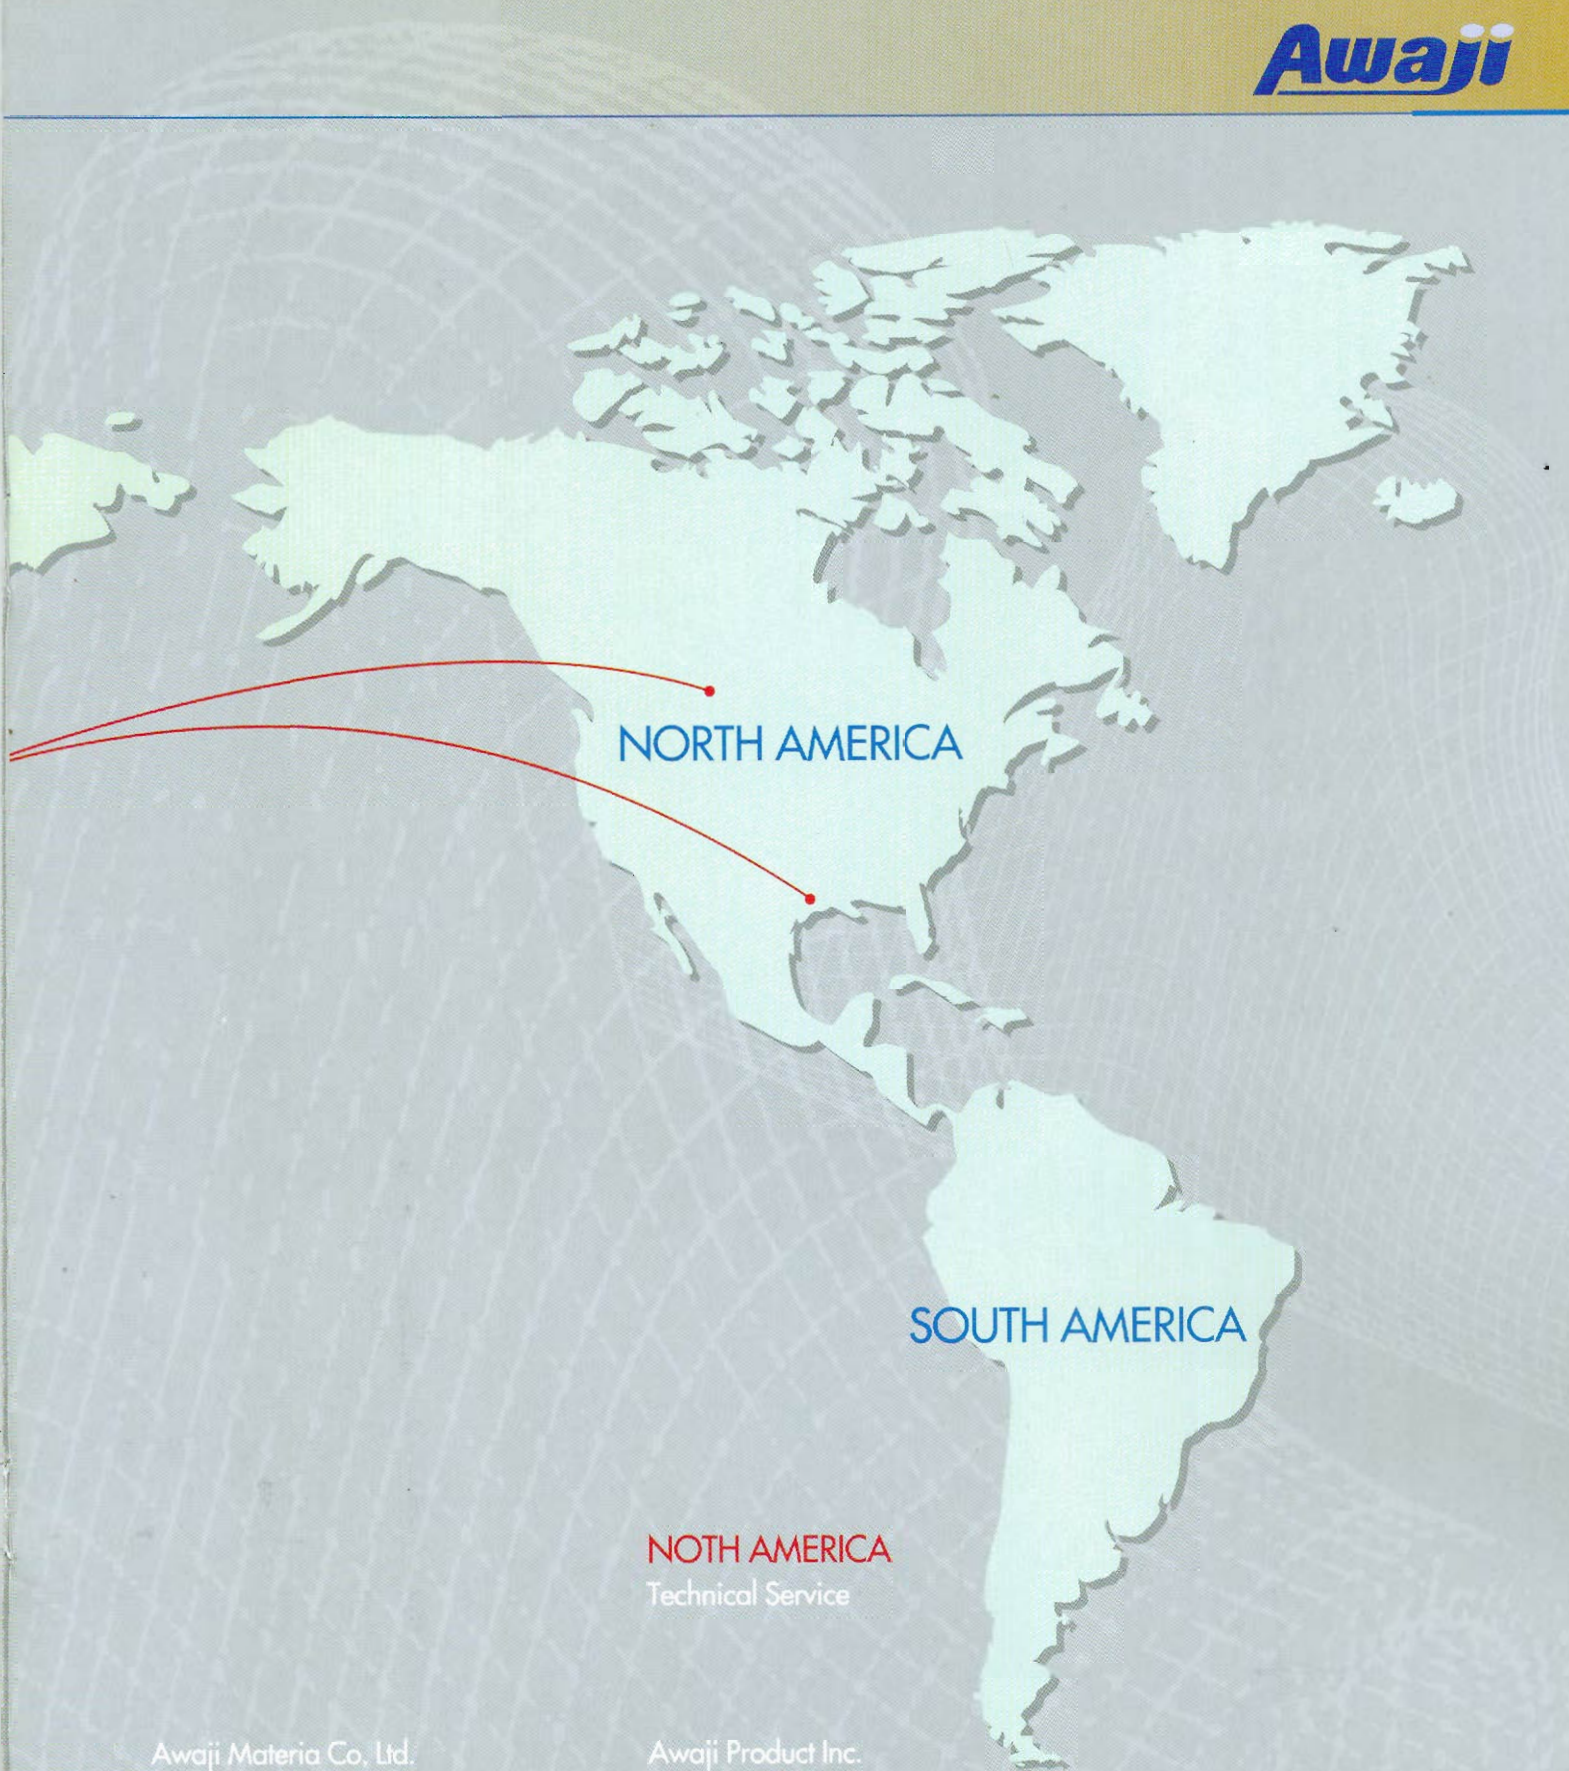 Awaji
NORTH AMERICA
SOUTH AMERICA
NOTH AMERICA
Technical Service
Awaji Materia Co, Ltd.
Awaji Product Inc.